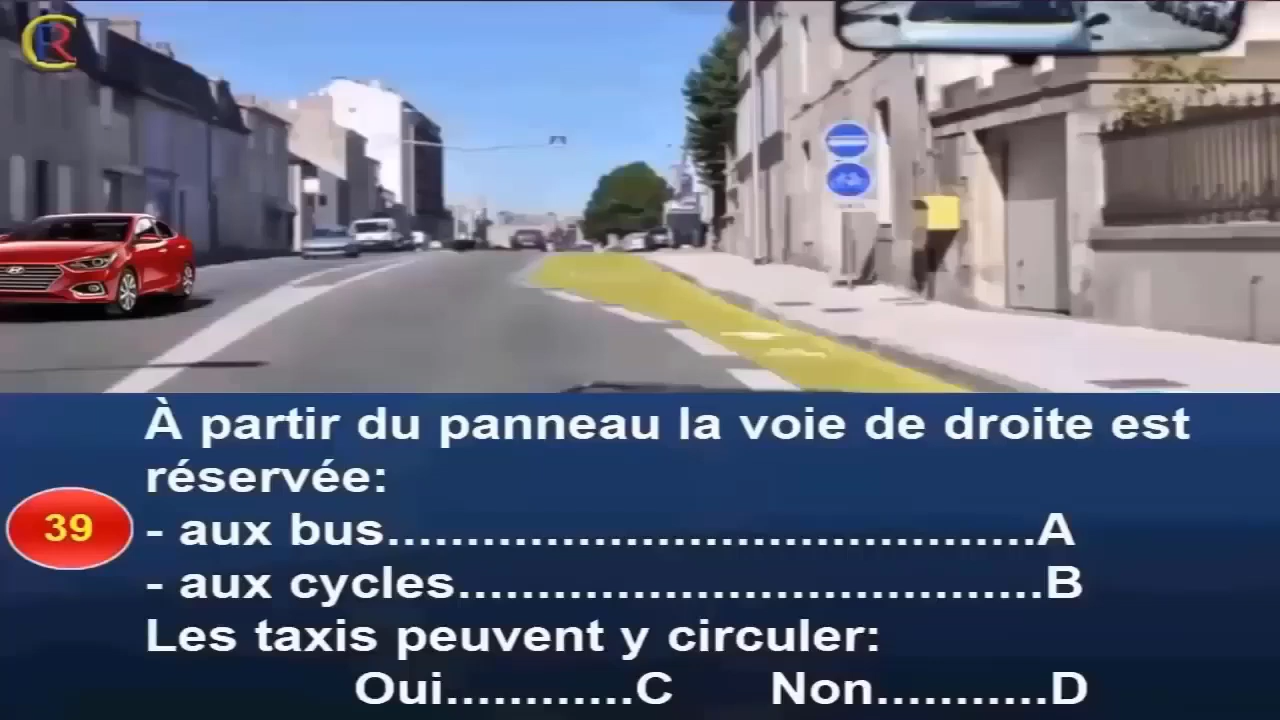 CR
À partir du panneau la voie de droite est
réservée:
39
- aux bus.........................................A
- aux cycles.....................................B
Les taxis peuvent y circuler:
Oui............C Non...........D